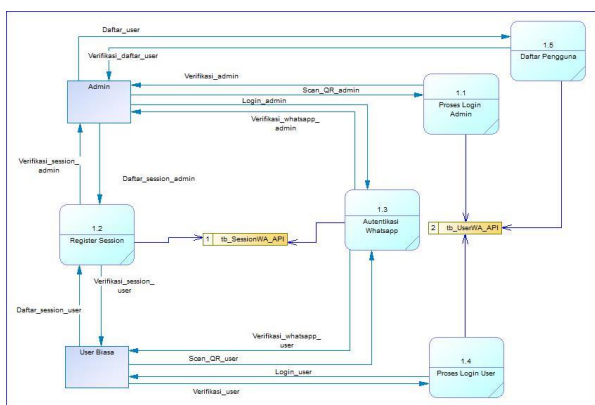 Daftar_user
Verifikasi_daftar_user
1.5
Daftar Pengguna
Admin
Verifikasi_admin
Scan_QR_admin
Login_admin
Verifikasi_whatsapp_
admin
1.1
Proses Login
Admin
Verifikasi_session_
admin
Daftar_session_admin
1.2
Register Session
1 tb_SessionWA_API
1.3
Autentikasi
Whatsapp
2 tb_UserWA_API
Verifikasi_session_
user
Daftar_session_user
User Biasa
Verifikasi_whatsapp_
user
Scan_QR_user
Login_user
Verifikasi_user
1.4
Proses Login User